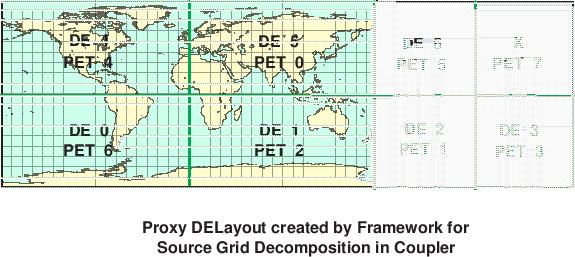 DE 4
PET 4
DE 5
PET 0
DE 6
PET 5
X
PET 7
DE 0
PET 6
DE 1
PET 2
DE 2
PET 1
DE 3
PET 3
Proxy DELayout created by Framework for
Source Grid Decomposition in Coupler